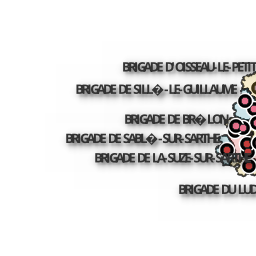 BRIGADE D'OISSEAU-LE-PETIT
BRIGADE DE SILL�-LE-GUILLAUME
BRIGADE DE BR�LON
BRIGADE DE SABL�-SUR-SARTHE
BRIGADE DE LA-SUZE-SUR-SARTHE
BRIGADE DU LUD